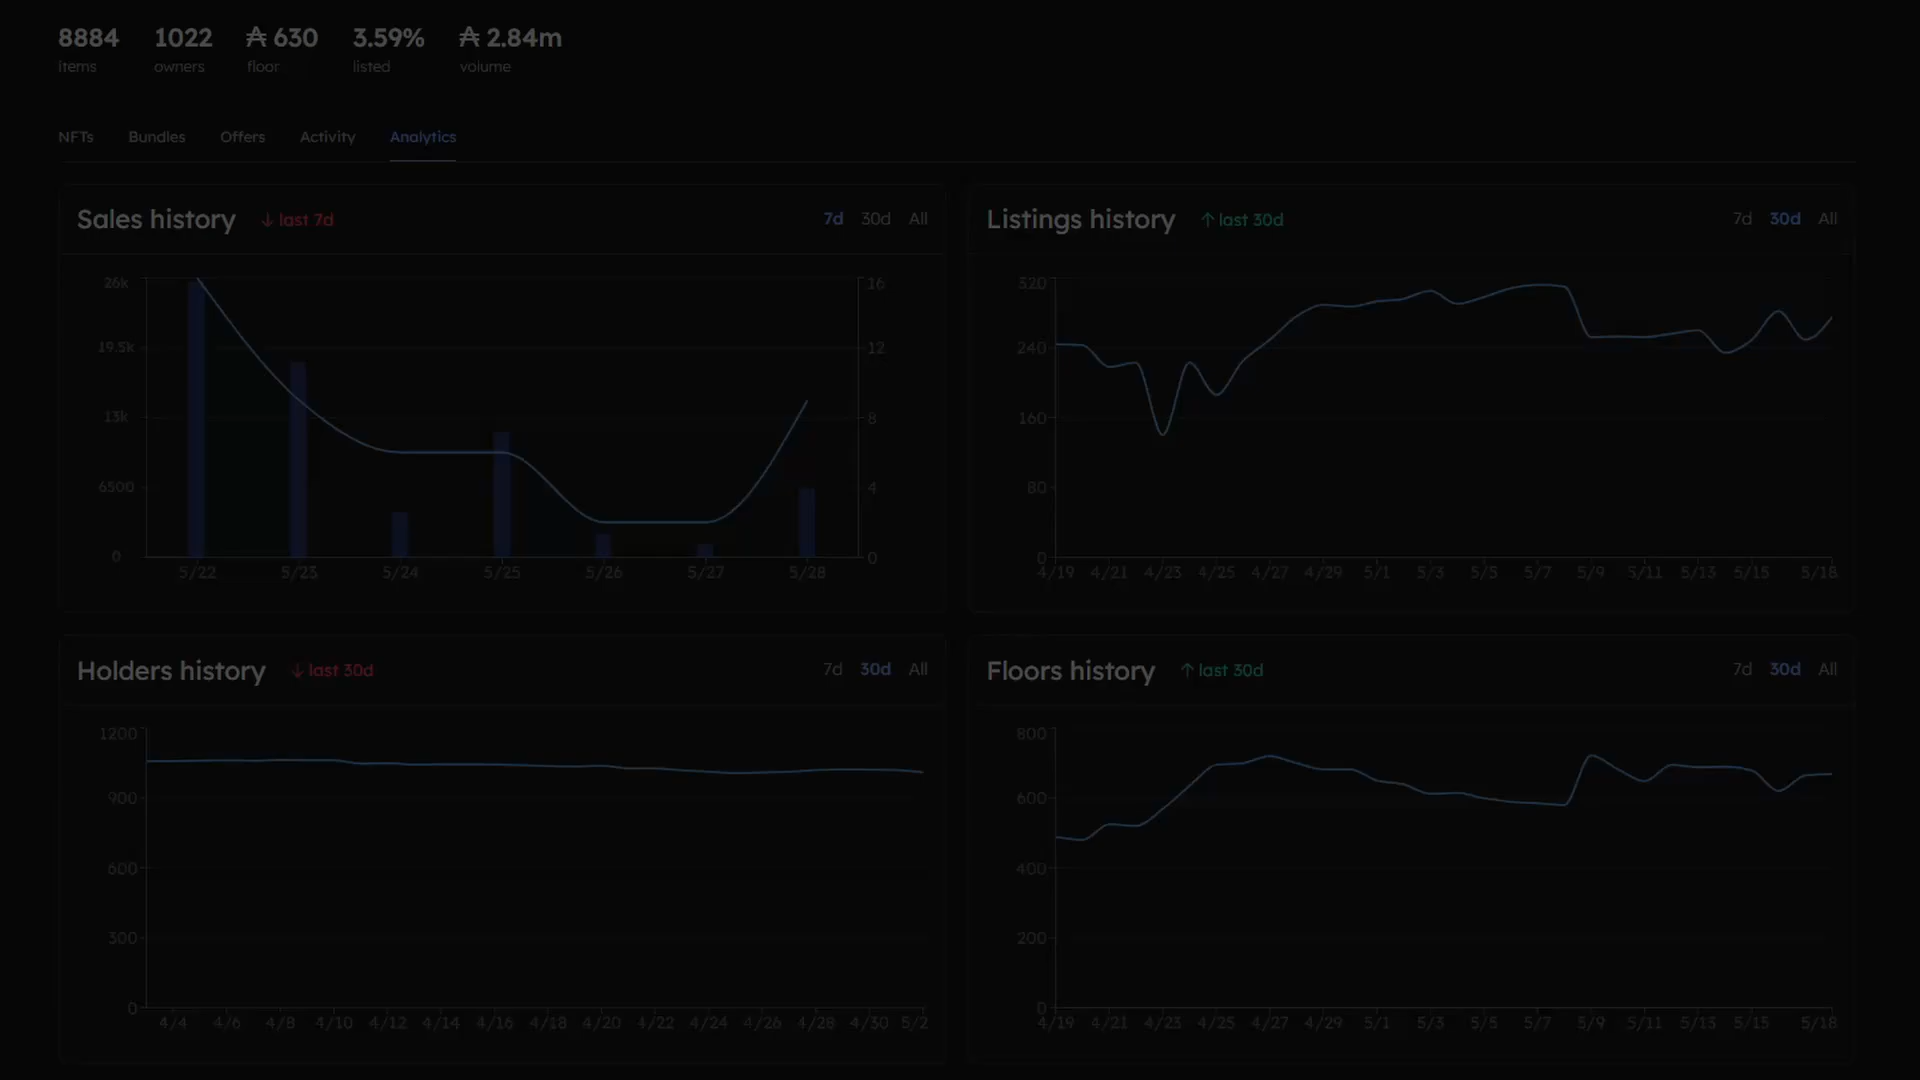 8884 1022 ₳ 630 3.59% ₳ 2.84m
items owners floor listed volume
NFTs Bundles Offers Activity Analytics
Sales history ↓ last 7d 7d 30d All
26k 16
19.5k 12
13k 8
6500 4
0 0
5/22 5/23 5/24 5/25 5/26 5/27 5/28
Listings history ↑ last 30d 7d 30d All
320
240
160
80
0
4/19 4/21 4/23 4/25 4/27 4/29 5/1 5/3 5/5 5/7 5/9 5/11 5/13 5/15 5/18
Holders history ↓ last 30d 7d 30d All
1200
900
600
300
0
4/4 4/6 4/8 4/10 4/12 4/14 4/16 4/18 4/20 4/22 4/24 4/26 4/28 4/30 5/2
Floors history ↑ last 30d 7d 30d All
800
600
400
200
0
4/19 4/21 4/23 4/25 4/27 4/29 5/1 5/3 5/5 5/7 5/9 5/11 5/13 5/15 5/18